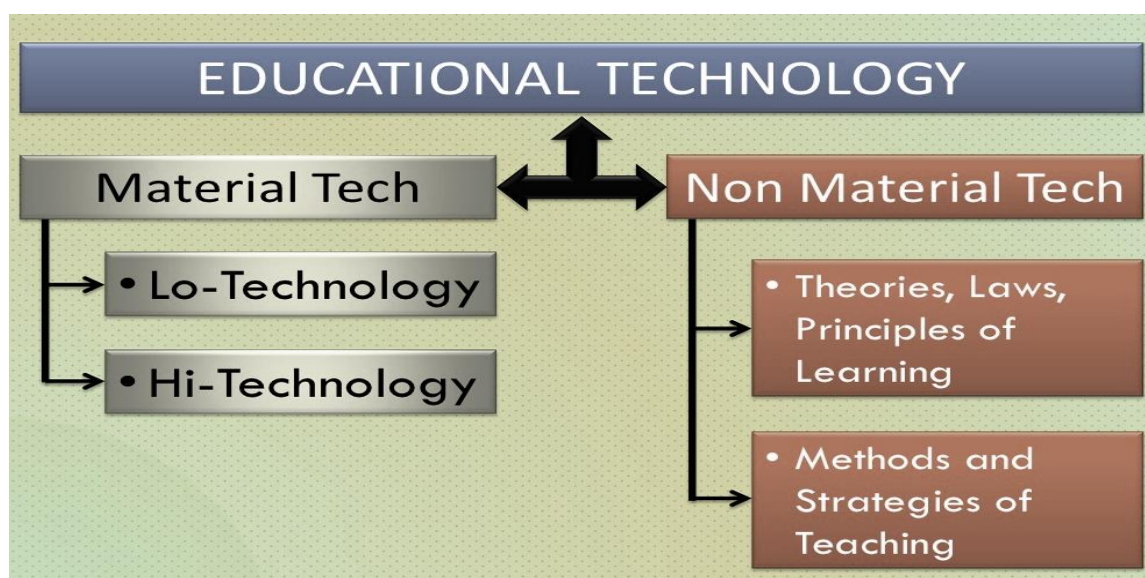 EDUCATIONAL TECHNOLOGY
Material Tech
• Lo-Technology
• Hi-Technology
Non Material Tech
• Theories, Laws,
Principles of
Learning
• Methods and
Strategies of
Teaching